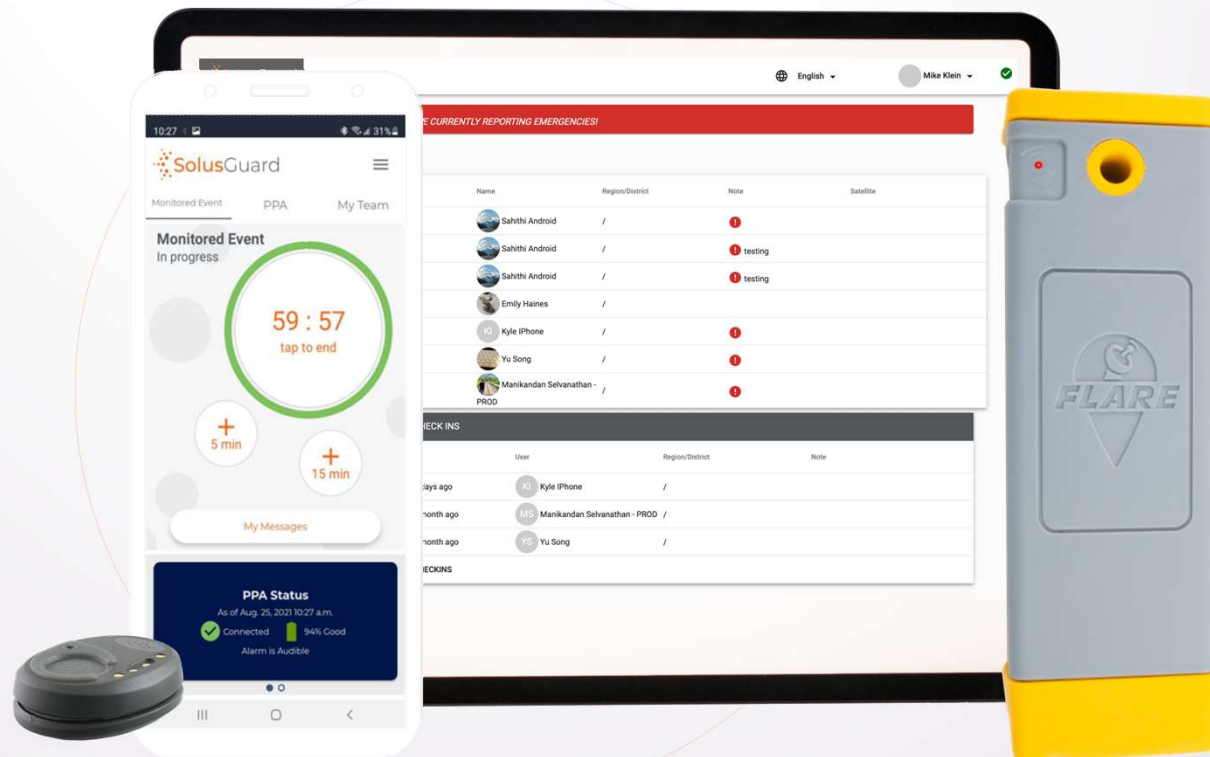 English
Mike Klein
E CURRENTLY REPORTING EMERGENCIES!
Name Region/District Note Satellite
Sahithi Android /
Sahithi Android / testing
Sahithi Android / testing
Emily Haines /
KI Kyle IPhone /
Yu Song /
Manikandan Selvanathan - PROD /
HECK INS
User Region/District Note
days ago KI Kyle IPhone /
month ago MS Manikandan Selvanathan - PROD /
month ago YS Yu Song /
HECKINS
10:27
31%
SolusGuard
Monitored Event PPA My Team
Monitored Event
In progress
59 : 57
tap to end
+
5 min
+
15 min
My Messages
PPA Status
As of Aug. 25, 2021 10:27 a.m.
Connected 94% Good
Alarm is Audible
FLARE